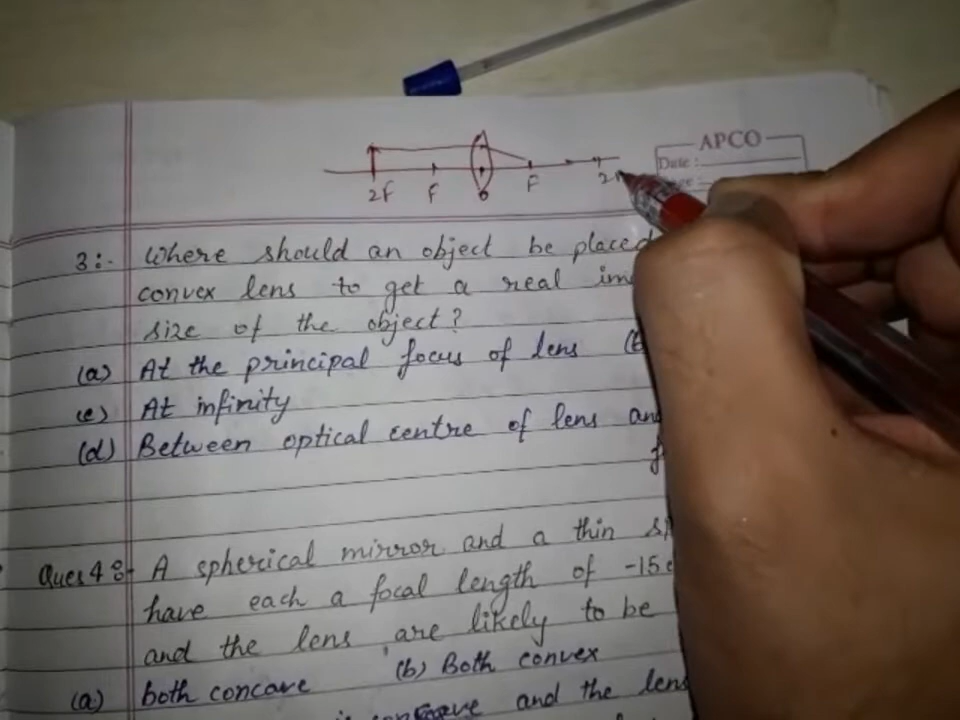 APCO
Date :
2F F O F
3:- Where should an object be placed
convex lens to get a real im
size of the object?
(a) At the principal focus of lens
(c) At infinity
(d) Between optical centre of lens and
Ques 4 :- A spherical mirror and a thin sp
have each a focal length of -15c
and the lens are likely to be
(a) both concave (b) Both convex
and the lens